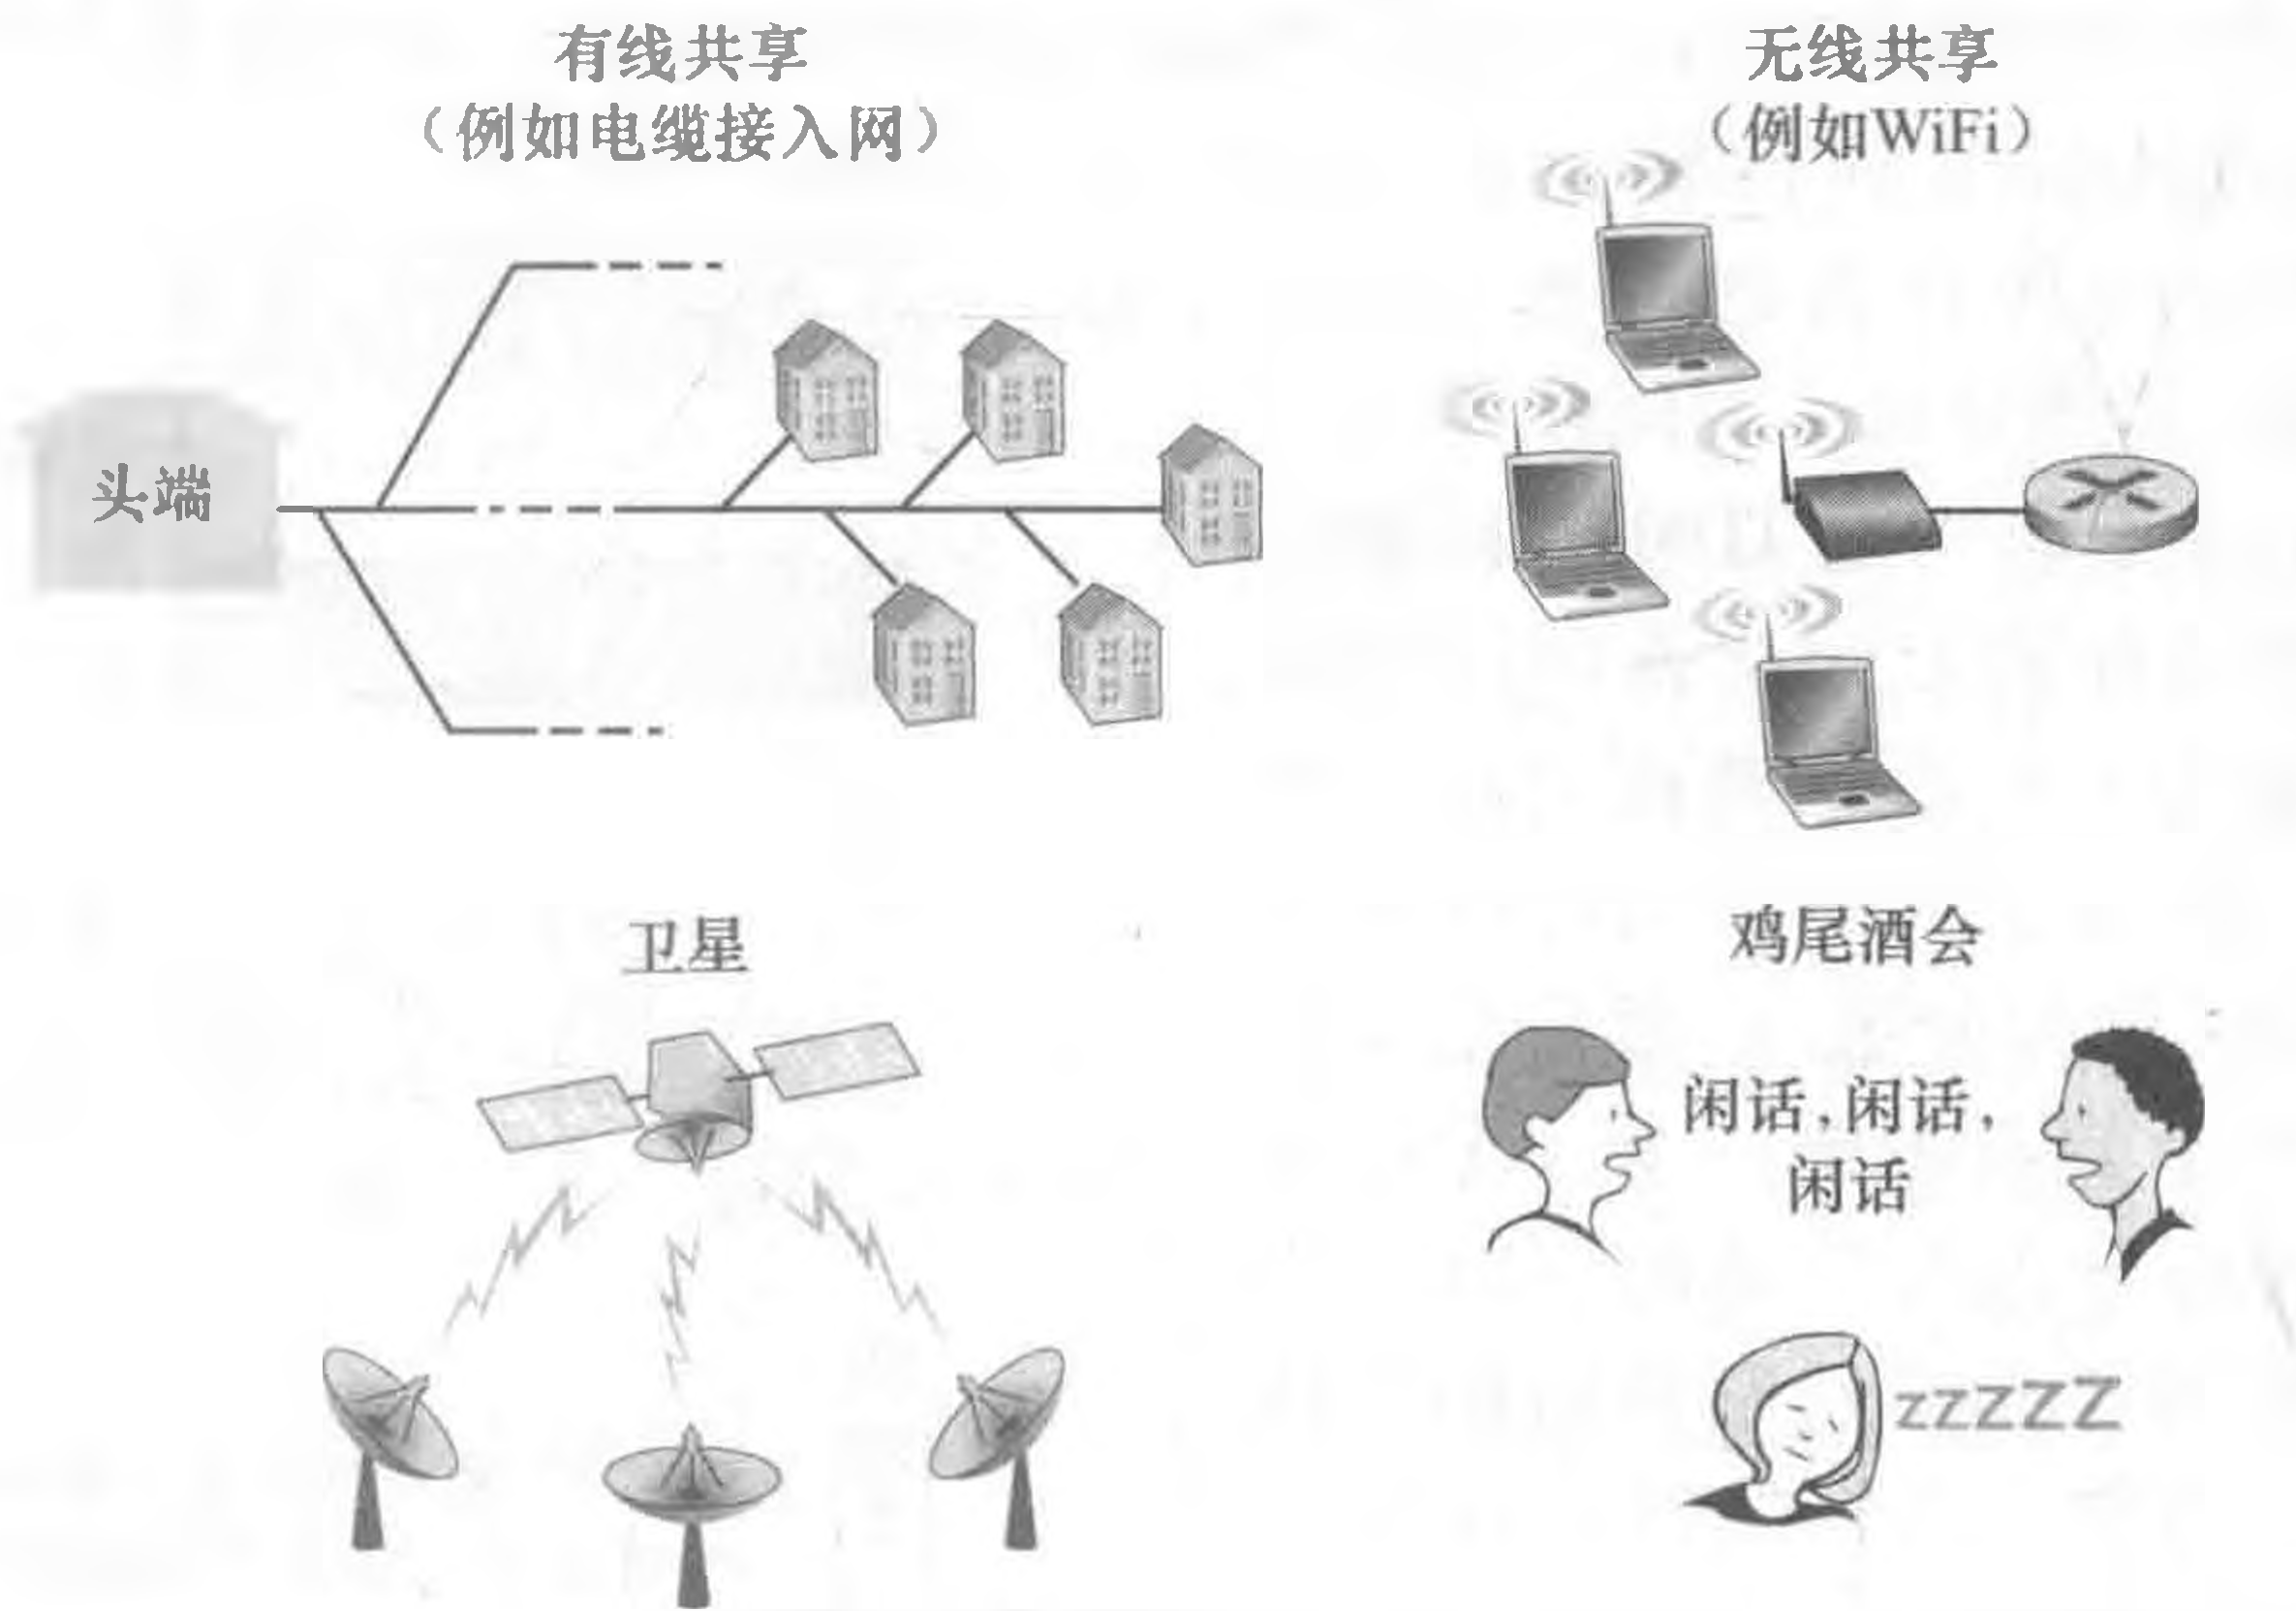 有线共享
（例如电缆接入网）
无线共享
（例如WiFi）
头端
卫星
鸡尾酒会
闲话，闲话，
闲话
zzzzz